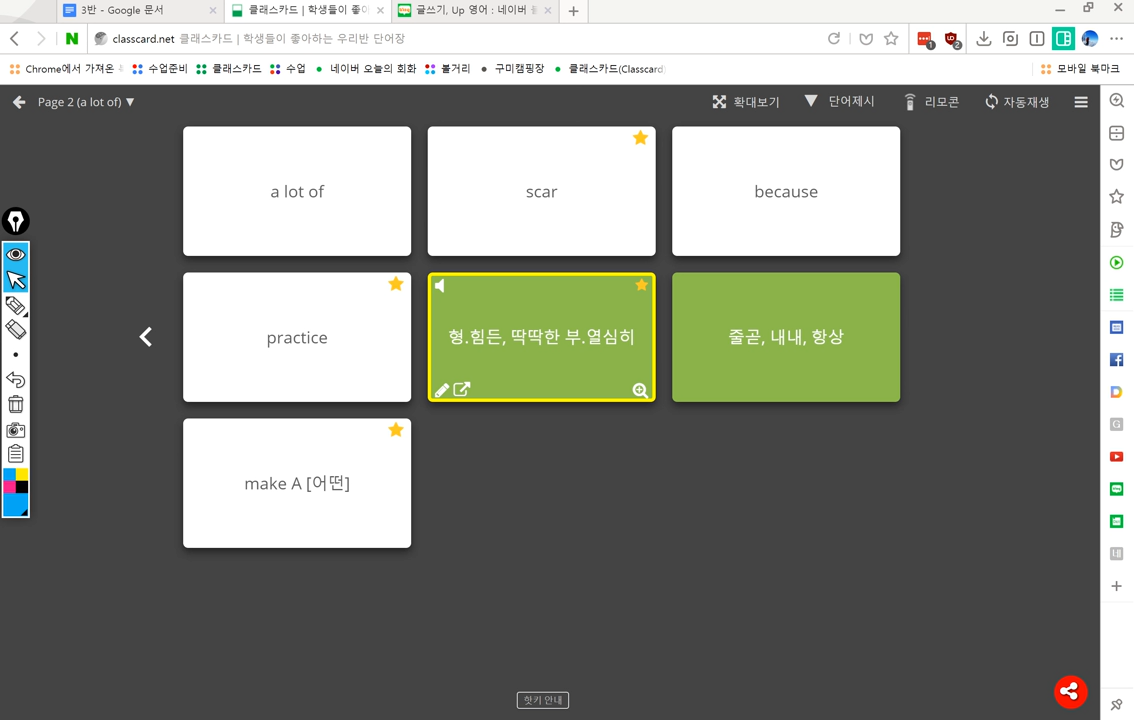 3반 - Google 문서
클래스카드 | 학생들이 좋아
글쓰기, Up 영어 : 네이버 블
classcard.net 클래스카드 | 학생들이 좋아하는 우리반 단어장
Chrome에서 가져온
수업준비
클래스카드
수업
네이버 오늘의 회화
볼거리
구미캠핑장
클래스카드(Classcard)
모바일 북마크
Page 2 (a lot of) ▼
확대보기
단어제시
리모콘
자동재생
a lot of
scar
because
practice
형.힘든, 딱딱한 부.열심히
줄곧, 내내, 항상
make A [어떤]
핫키 안내